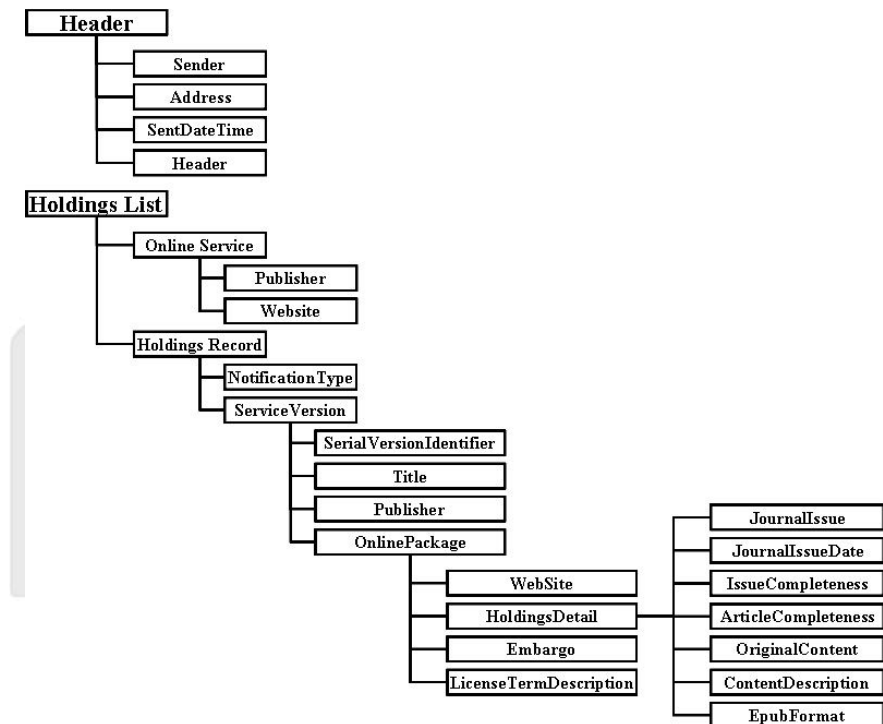 Header
Sender
Address
SentDateTime
Header
Holdings List
Online Service
Publisher
Website
Holdings Record
NotificationType
ServiceVersion
SerialVersionIdentifier
Title
Publisher
OnlinePackage
WebSite
HoldingsDetail
Embargo
LicenseTermDescription
JournalIssue
JournalIssueDate
IssueCompleteness
ArticleCompleteness
OriginalContent
ContentDescription
EpubFormat